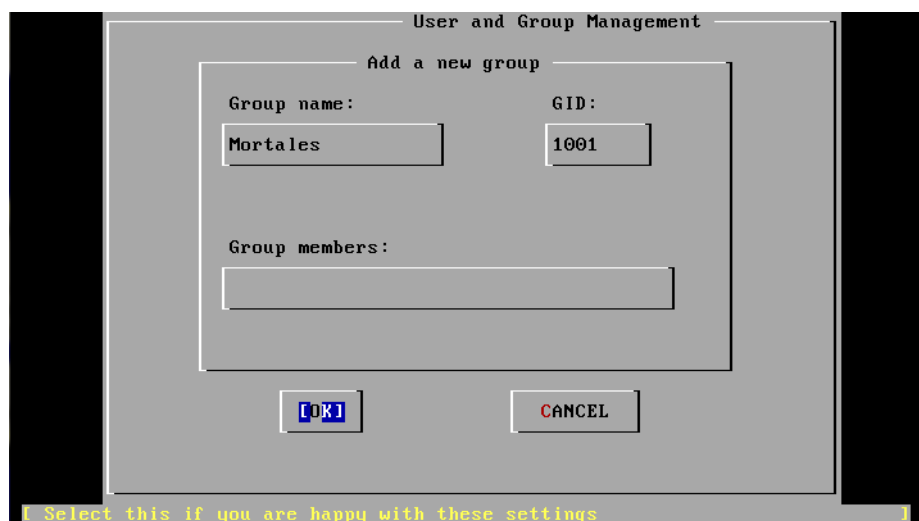 User and Group Management
Add a new group
Group name: GID:
Mortales 1001
Group members:
[OK] CANCEL
[ Select this if you are happy with these settings ]